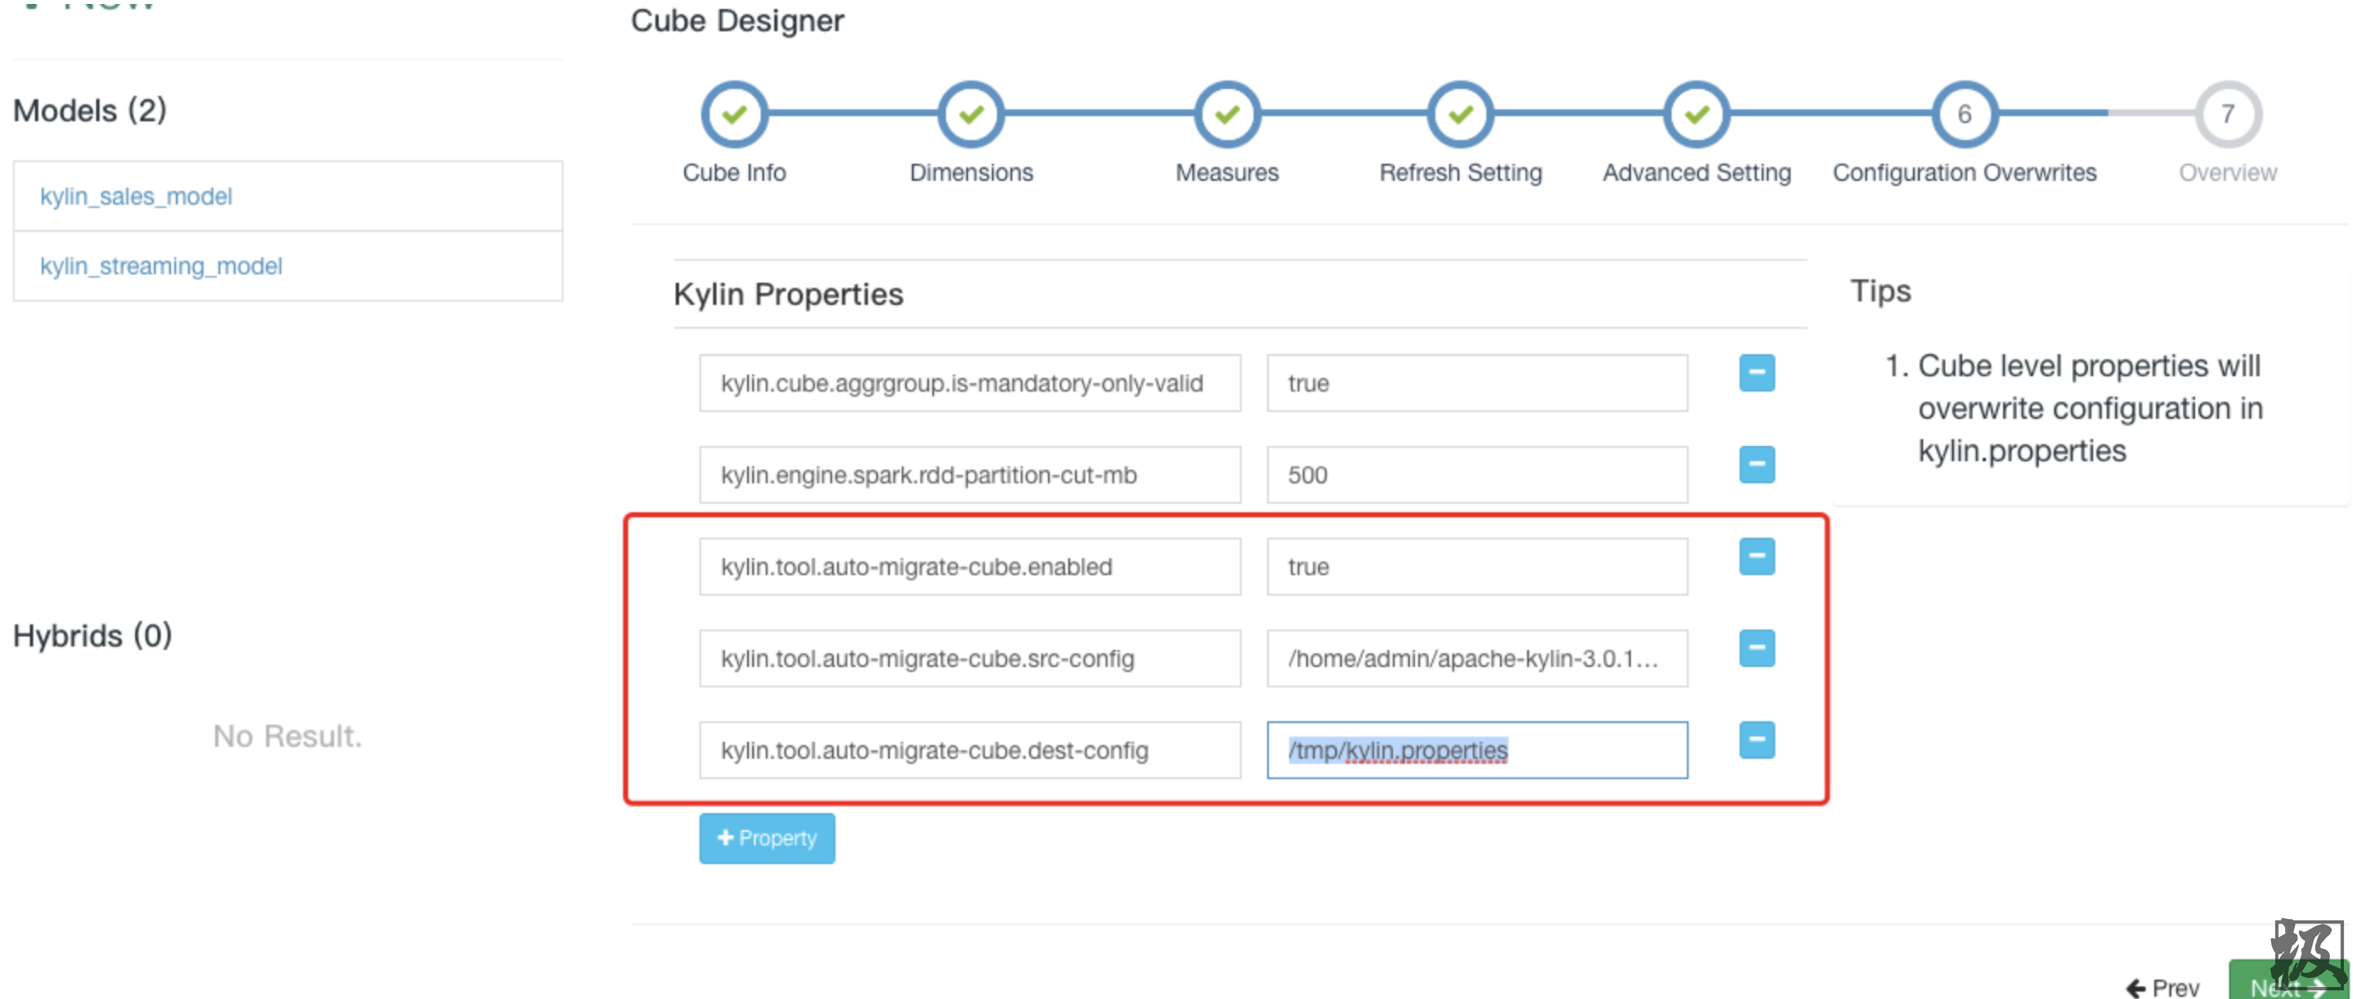 New
Models (2)
kylin_sales_model
kylin_streaming_model
Hybrids (0)
No Result.
Cube Designer
6
7
Cube Info
Dimensions
Measures
Refresh Setting
Advanced Setting
Configuration Overwrites
Overview
Kylin Properties
kylin.cube.aggrgroup.is-mandatory-only-valid
true
kylin.engine.spark.rdd-partition-cut-mb
500
kylin.tool.auto-migrate-cube.enabled
true
kylin.tool.auto-migrate-cube.src-config
/home/admin/apache-kylin-3.0.1...
kylin.tool.auto-migrate-cube.dest-config
/tmp/kylin.properties
Property
Tips
1. Cube level properties will
overwrite configuration in
kylin.properties
Prev
Next
极